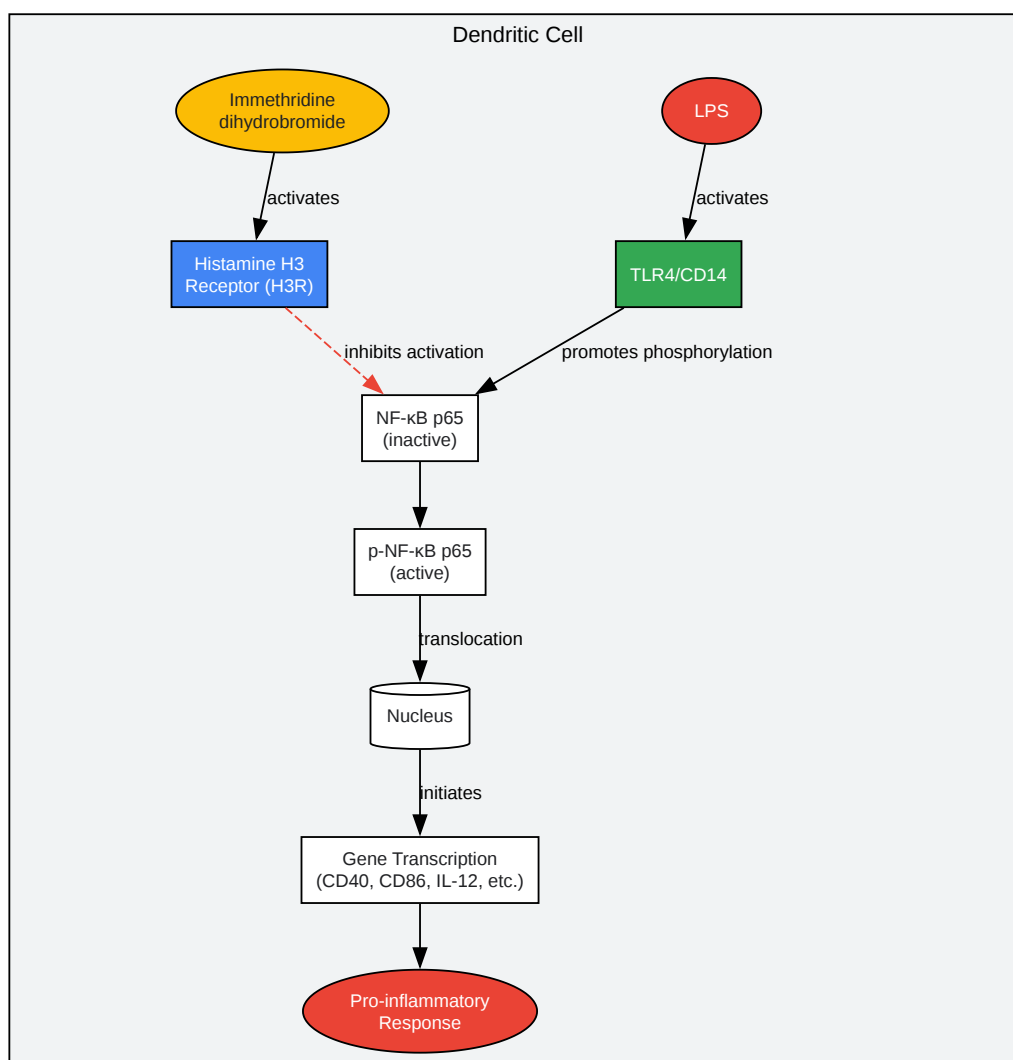 Dendritic Cell
Immethridine
dihydrobromide
LPS
activates
activates
Histamine H3
Receptor (H3R)
TLR4/CD14
inhibits activation
promotes phosphorylation
NF-κB p65
(inactive)
p-NF-κB p65
(active)
translocation
Nucleus
initiates
Gene Transcription
(CD40, CD86, IL-12, etc.)
Pro-inflammatory
Response